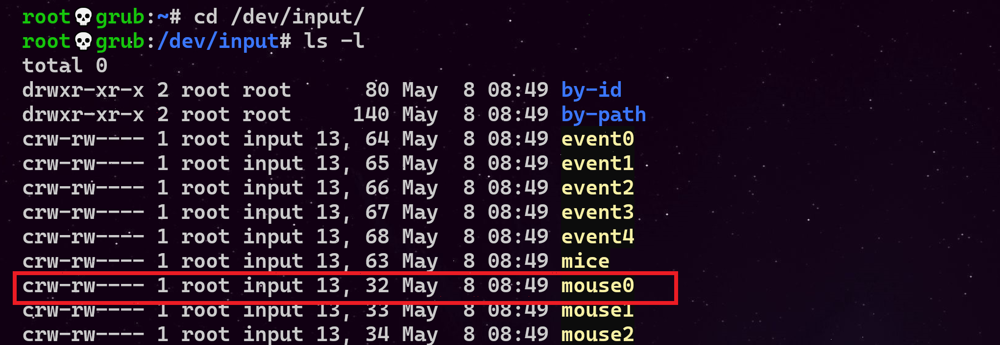 root💀grub:~# cd /dev/input/
root💀grub:/dev/input# ls -l
total 0
drwxr-xr-x 2 root root      80 May  8 08:49 by-id
drwxr-xr-x 2 root root     140 May  8 08:49 by-path
crw-rw---- 1 root input 13, 64 May  8 08:49 event0
crw-rw---- 1 root input 13, 65 May  8 08:49 event1
crw-rw---- 1 root input 13, 66 May  8 08:49 event2
crw-rw---- 1 root input 13, 67 May  8 08:49 event3
crw-rw---- 1 root input 13, 68 May  8 08:49 event4
crw-rw---- 1 root input 13, 63 May  8 08:49 mice
crw-rw---- 1 root input 13, 32 May  8 08:49 mouse0
crw-rw---- 1 root input 13, 33 May  8 08:49 mouse1
crw-rw---- 1 root input 13, 34 May  8 08:49 mouse2